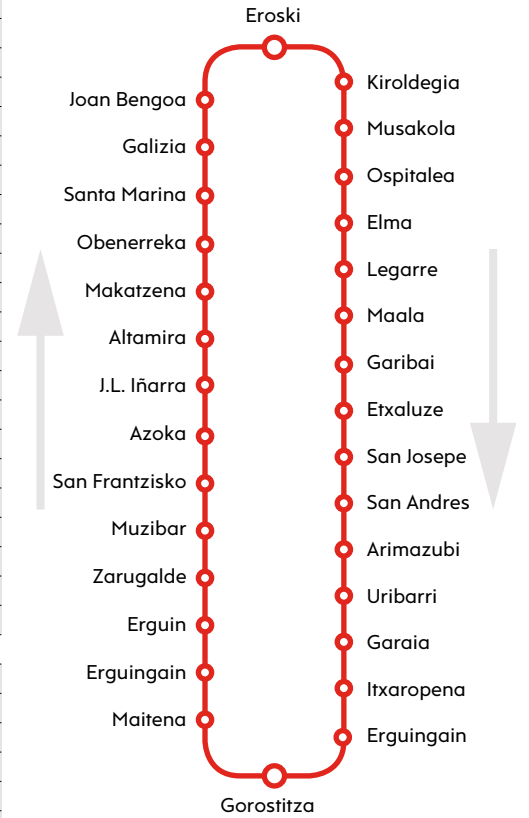 Eroski
Joan Bengoa
Galizia
Santa Marina
Obenerreka
Makatzena
Altamira
J.L. Iñarra
Azoka
San Frantzisko
Muzibar
Zarugalde
Erguin
Erguingain
Maitena
Kiroldegia
Musakola
Ospitalea
Elma
Legarre
Maala
Garibai
Etxaluze
San Josepe
San Andres
Arimazubi
Uribarri
Garaia
Itxaropena
Erguingain
Gorostitza